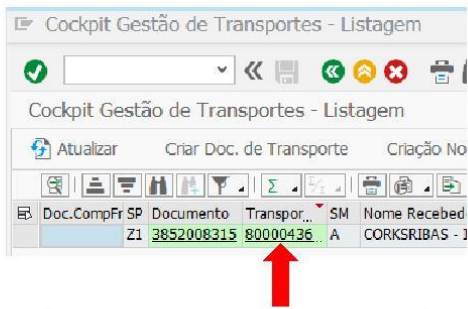 Cockpit Gestão de Transportes - Listagem
Cockpit Gestão de Transportes - Listagem
Atualizar Criar Doc. de Transporte Criação No
Doc.CompFr SP Documento Transpor... SM Nome Recebed
Z1 3852008315 80000436 A CORKSRIBAS - I